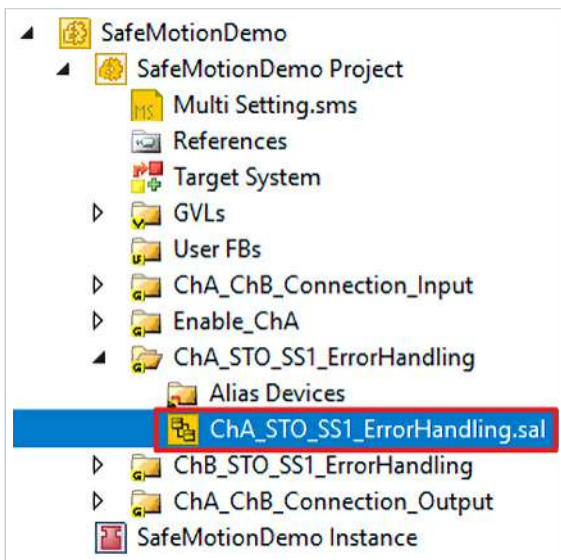 SafeMotionDemo
SafeMotionDemo Project
Multi Setting.sms
References
Target System
GVLs
User FBs
ChA_ChB_Connection_Input
Enable_ChA
ChA_STO_SS1_ErrorHandling
Alias Devices
ChA_STO_SS1_ErrorHandling.sal
ChB_STO_SS1_ErrorHandling
ChA_ChB_Connection_Output
SafeMotionDemo Instance